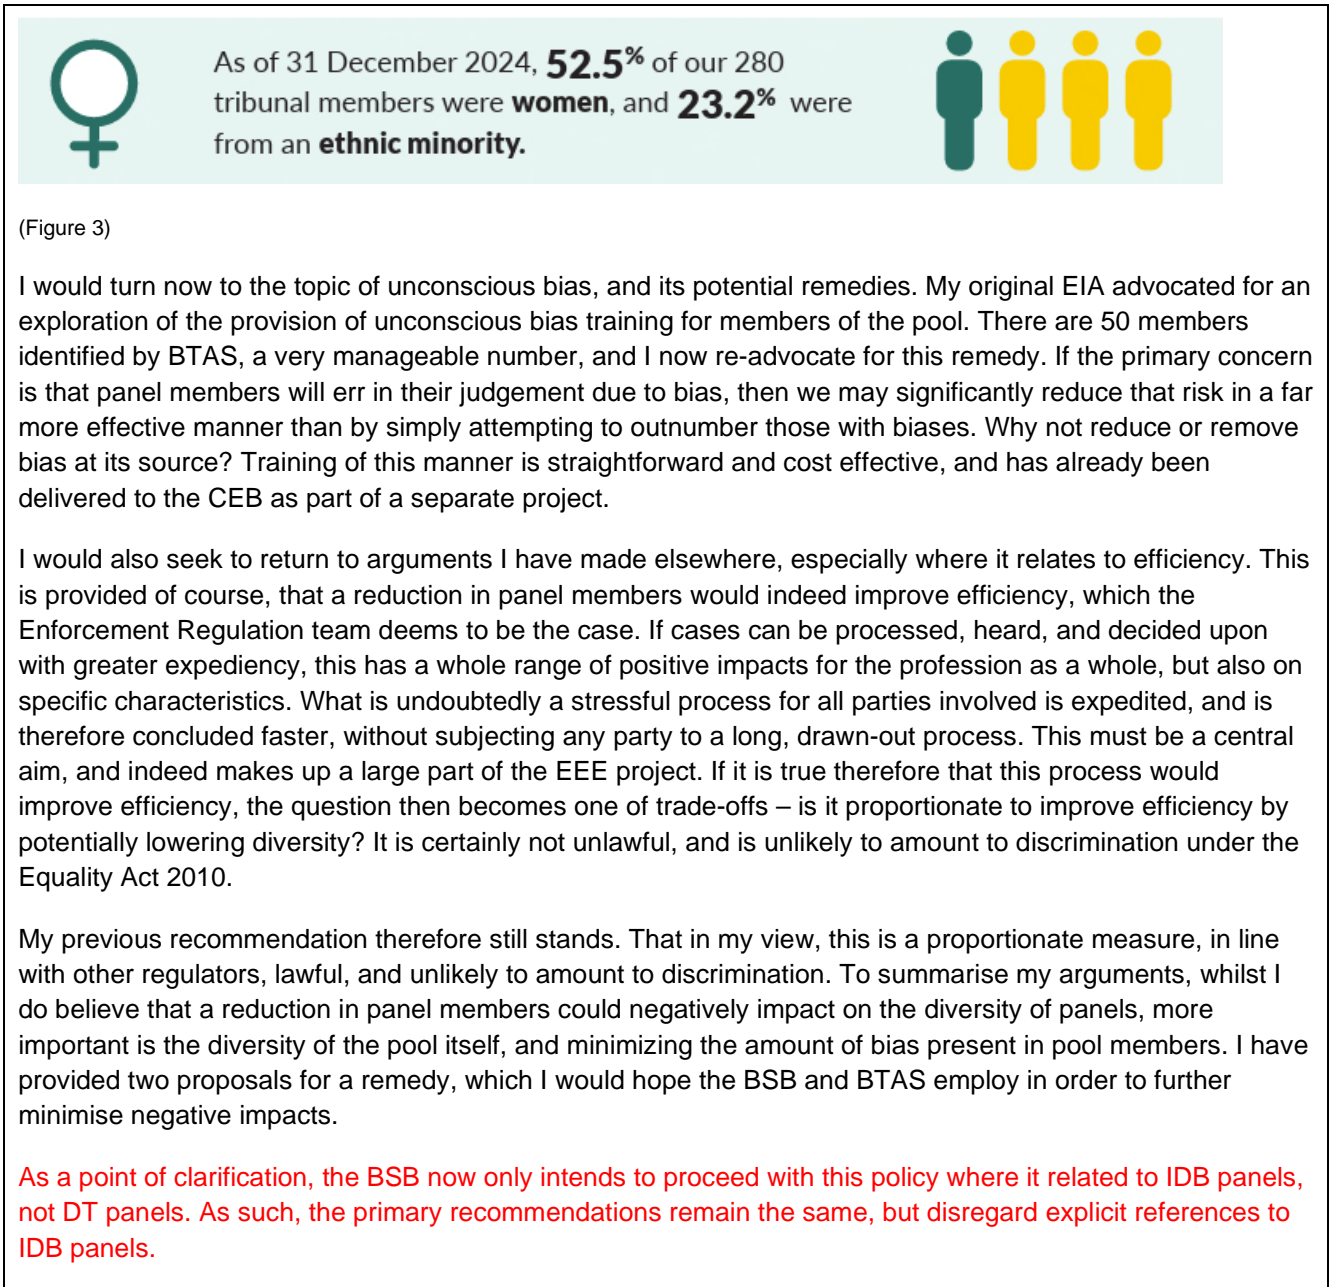 As of 31 December 2024, 52.5% of our 280
tribunal members were women, and 23.2% were
from an ethnic minority.
(Figure 3)
I would turn now to the topic of unconscious bias, and its potential remedies. My original EIA advocated for an
exploration of the provision of unconscious bias training for members of the pool. There are 50 members
identified by BTAS, a very manageable number, and I now re-advocate for this remedy. If the primary concern
is that panel members will err in their judgement due to bias, then we may significantly reduce that risk in a far
more effective manner than by simply attempting to outnumber those with biases. Why not reduce or remove
bias at its source? Training of this manner is straightforward and cost effective, and has already been
delivered to the CEB as part of a separate project.
I would also seek to return to arguments I have made elsewhere, especially where it relates to efficiency. This
is provided of course, that a reduction in panel members would indeed improve efficiency, which the
Enforcement Regulation team deems to be the case. If cases can be processed, heard, and decided upon
with greater expediency, this has a whole range of positive impacts for the profession as a whole, but also on
specific characteristics. What is undoubtedly a stressful process for all parties involved is expedited, and is
therefore concluded faster, without subjecting any party to a long, drawn-out process. This must be a central
aim, and indeed makes up a large part of the EEE project. If it is true therefore that this process would
improve efficiency, the question then becomes one of trade-offs – is it proportionate to improve efficiency by
potentially lowering diversity? It is certainly not unlawful, and is unlikely to amount to discrimination under the
Equality Act 2010.
My previous recommendation therefore still stands. That in my view, this is a proportionate measure, in line
with other regulators, lawful, and unlikely to amount to discrimination. To summarise my arguments, whilst I
do believe that a reduction in panel members could negatively impact on the diversity of panels, more
important is the diversity of the pool itself, and minimizing the amount of bias present in pool members. I have
provided two proposals for a remedy, which I would hope the BSB and BTAS employ in order to further
minimise negative impacts.
As a point of clarification, the BSB now only intends to proceed with this policy where it related to IDB panels,
not DT panels. As such, the primary recommendations remain the same, but disregard explicit references to
IDB panels.